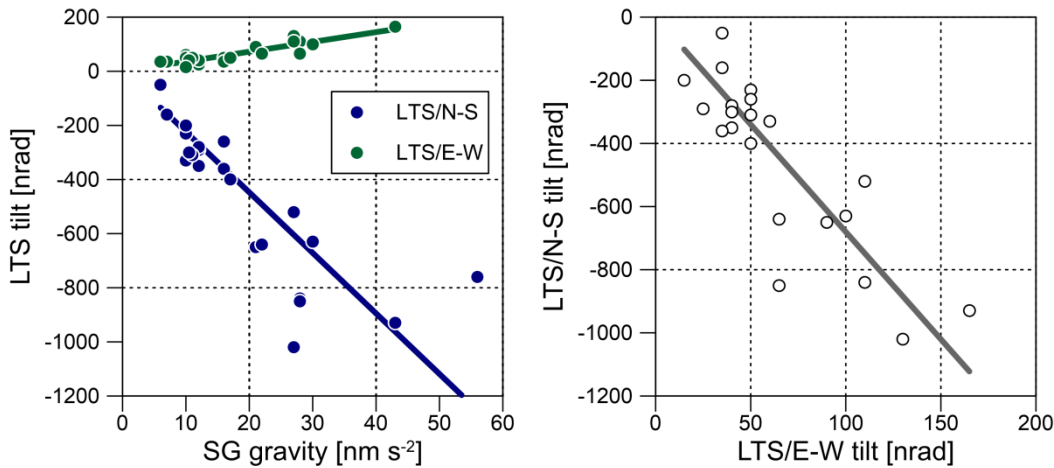 LTS tilt [nrad]
200
0
-200
-400
-600
-800
-1000
-1200
LTS/N-S
LTS/E-W
0 10 20 30 40 50 60
SG gravity [nm s⁻²]
LTS/N-S tilt [nrad]
0
-200
-400
-600
-800
-1000
-1200
0 50 100 150 200
LTS/E-W tilt [nrad]